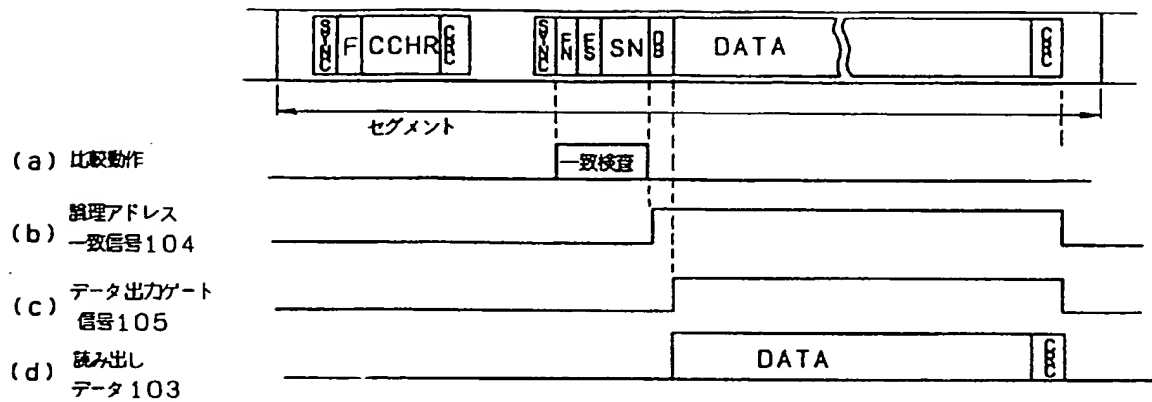 SYNC F CCHR CRC SYNC FN FS SN DB DATA CRC
セグメント
(a) 比較動作 一致検査
(b) 論理アドレス
一致信号104
(c) データ出力ゲート
信号105
(d) 読み出し
データ103
DATA CRC